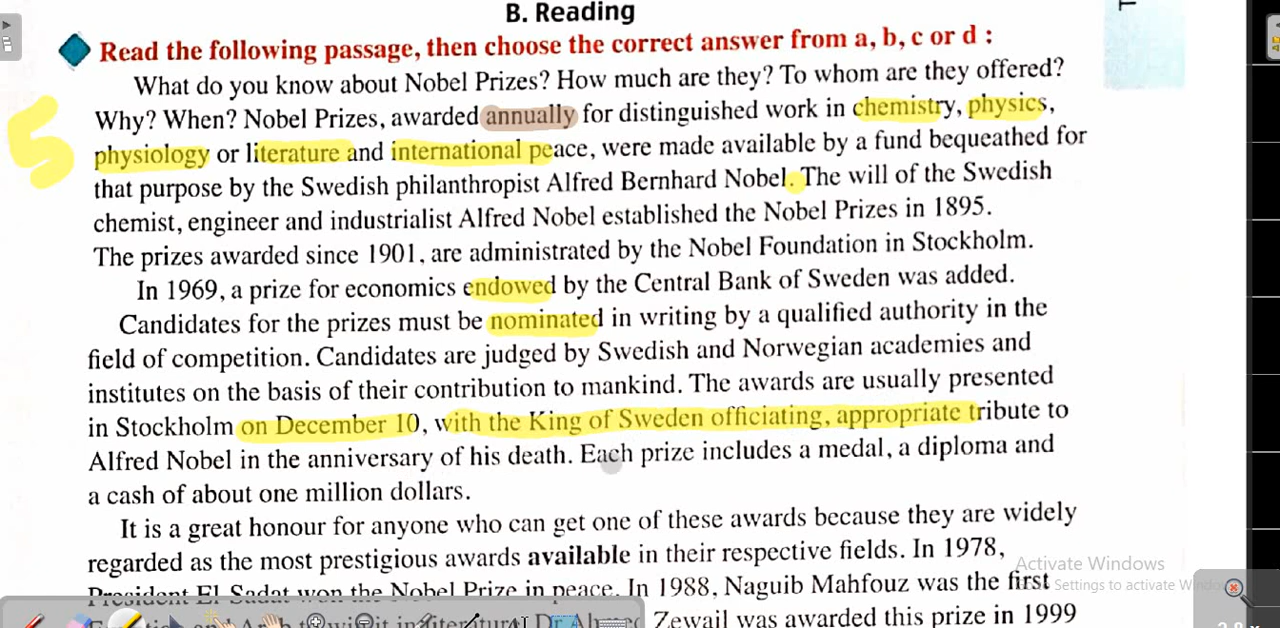 B. Reading
Read the following passage, then choose the correct answer from a, b, c or d :
What do you know about Nobel Prizes? How much are they? To whom are they offered?
Why? When? Nobel Prizes, awarded annually for distinguished work in chemistry, physics,
physiology or literature and international peace, were made available by a fund bequeathed for
that purpose by the Swedish philanthropist Alfred Bernhard Nobel. The will of the Swedish
chemist, engineer and industrialist Alfred Nobel established the Nobel Prizes in 1895.
The prizes awarded since 1901, are administrated by the Nobel Foundation in Stockholm.
In 1969, a prize for economics endowed by the Central Bank of Sweden was added.
Candidates for the prizes must be nominated in writing by a qualified authority in the
field of competition. Candidates are judged by Swedish and Norwegian academies and
institutes on the basis of their contribution to mankind. The awards are usually presented
in Stockholm on December 10, with the King of Sweden officiating, appropriate tribute to
Alfred Nobel in the anniversary of his death. Each prize includes a medal, a diploma and
a cash of about one million dollars.
It is a great honour for anyone who can get one of these awards because they are widely
regarded as the most prestigious awards available in their respective fields. In 1978,
President El Sadat won the Nobel Prize in peace. In 1988, Naguib Mahfouz was the first
Zewail was awarded this prize in 1999
5
Activate Windows
Settings to activate